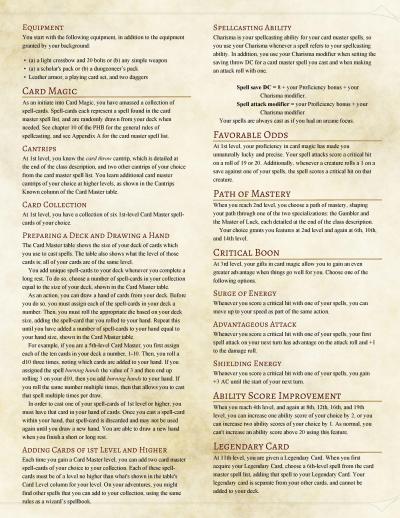 EQUIPMENT
You start with the following equipment, in addition to the equipment
granted by your background:
• (a) a light crossbow and 20 bolts or (b) any simple weapon
• (a) a scholar's pack or (b) a dungeoneer's pack
• Leather armor, a playing card set, and two daggers
CARD MAGIC
As an initiate into Card Magic, you have amassed a collection of
spell-cards. Spell-cards each represent a spell found in the card
master spell list, and are randomly drawn from your deck when
needed. See chapter 10 of the PHB for the general rules of
spellcasting, and see Appendix A for the card master spell list.
CANTRIPS
At 1st level, you know the card throw cantrip, which is detailed at
the end of the class description, and two other cantrips of your choice
from the card master spell list. You learn additional card master
cantrips of your choice at higher levels, as shown in the Cantrips
Known column of the Card Master table.
CARD COLLECTION
At 1st level, you have a collection of six 1st-level Card Master spell-
cards of your choice.
PREPARING A DECK AND DRAWING A HAND
The Card Master table shows the size of your deck of cards which
you use to cast spells. The table also shows what the level of those
cards is; all of your cards are of the same level.
You add unique spell-cards to your deck whenever you complete a
long rest. To do so, choose a number of spell-cards in your collection
equal to the size of your deck, shown in the Card Master table.
As an action, you can draw a hand of cards from your deck. Before
you do so, you must assign each of the spell-cards in your deck a
number. Then, you must roll the appropriate die based on your deck
size, adding the spell-card that you rolled to your hand. Repeat this
until you have added a number of spell-cards to your hand equal to
your hand size, shown in the Card Master table.
For example, if you are a 5th-level Card Master, you first assign
each of the ten cards in your deck a number, 1-10. Then, you roll a
d10 three times, noting which cards are added to your hand. If you
assigned the spell burning hands the value of 3 and then end up
rolling 3 on your d10, then you add burning hands to your hand. If
you roll the same number multiple times, then that allows you to cast
that spell multiple times per draw.
In order to cast one of your spell-cards of 1st level or higher, you
must have that card in your hand of cards. Once you cast a spell-card
within your hand, that spell-card is discarded and may not be used
again until you draw a new hand. You are able to draw a new hand
when you finish a short or long rest.
ADDING CARDS OF 1ST LEVEL AND HIGHER
Each time you gain a Card Master level, you can add two card master
spell-cards of your choice to your collection. Each of these spell-
cards must be of a level no higher than what's shown in the table's
Card Level column for your level. On your adventures, you might
find other spells that you can add to your collection, using the same
rules as a wizard's spellbook.
SPELLCASTING ABILITY
Charisma is your spellcasting ability for your card master spells, so
you use your Charisma whenever a spell refers to your spellcasting
ability. In addition, you use your Charisma modifier when setting the
saving throw DC for a card master spell you cast and when making
an attack roll with one.
Spell save DC = 8 + your Proficiency bonus + your
Charisma modifier.
Spell attack modifier = your Proficiency bonus + your
Charisma modifier
Your spells are always cast as if you had an arcane focus.
FAVORABLE ODDS
At 1st level, your proficiency in card magic has made you
unnaturally lucky and precise. Your spell attacks score a critical hit
on a roll of 19 or 20. Additionally, whenever a creature rolls a 1 on a
save against one of your spells, the spell scores a critical hit on that
creature.
PATH OF MASTERY
When you reach 2nd level, you choose a path of mastery, shaping
your path through one of two specializations: the Gambler and
the Master of Luck, each detailed at the end of the class description.
Your choice grants you features at 2nd level and again at 6th, 10th,
and 14th level.
CRITICAL BOON
At 3rd level, your gifts in card magic allow you to gain an even
greater advantage when things go well for you. Choose one of the
following options.
SURGE OF ENERGY
Whenever you score a critical hit with one of your spells, you can
move up to your speed as part of the same action.
ADVANTAGEOUS ATTACK
Whenever you score a critical hit with one of your spells, your first
spell attack on your next turn has advantage on the attack roll and +1
to the damage roll.
SHIELDING ENERGY
Whenever you score a critical hit with one of your spells, you gain
+3 AC until the start of your next turn.
ABILITY SCORE IMPROVEMENT
When you reach 4th level, and again at 8th, 12th, 16th, and 19th
level, you can increase one ability score of your choice by 2, or you
can increase two ability scores of your choice by 1. As normal, you
can't increase an ability score above 20 using this feature.
LEGENDARY CARD
At 11th level, you are given a Legendary Card. When you first
acquire your Legendary Card, choose a 6th-level spell from the card
master spell list, adding that spell to your Legendary Card. Your
legendary card is separate from your other cards, and cannot be
added to your deck.